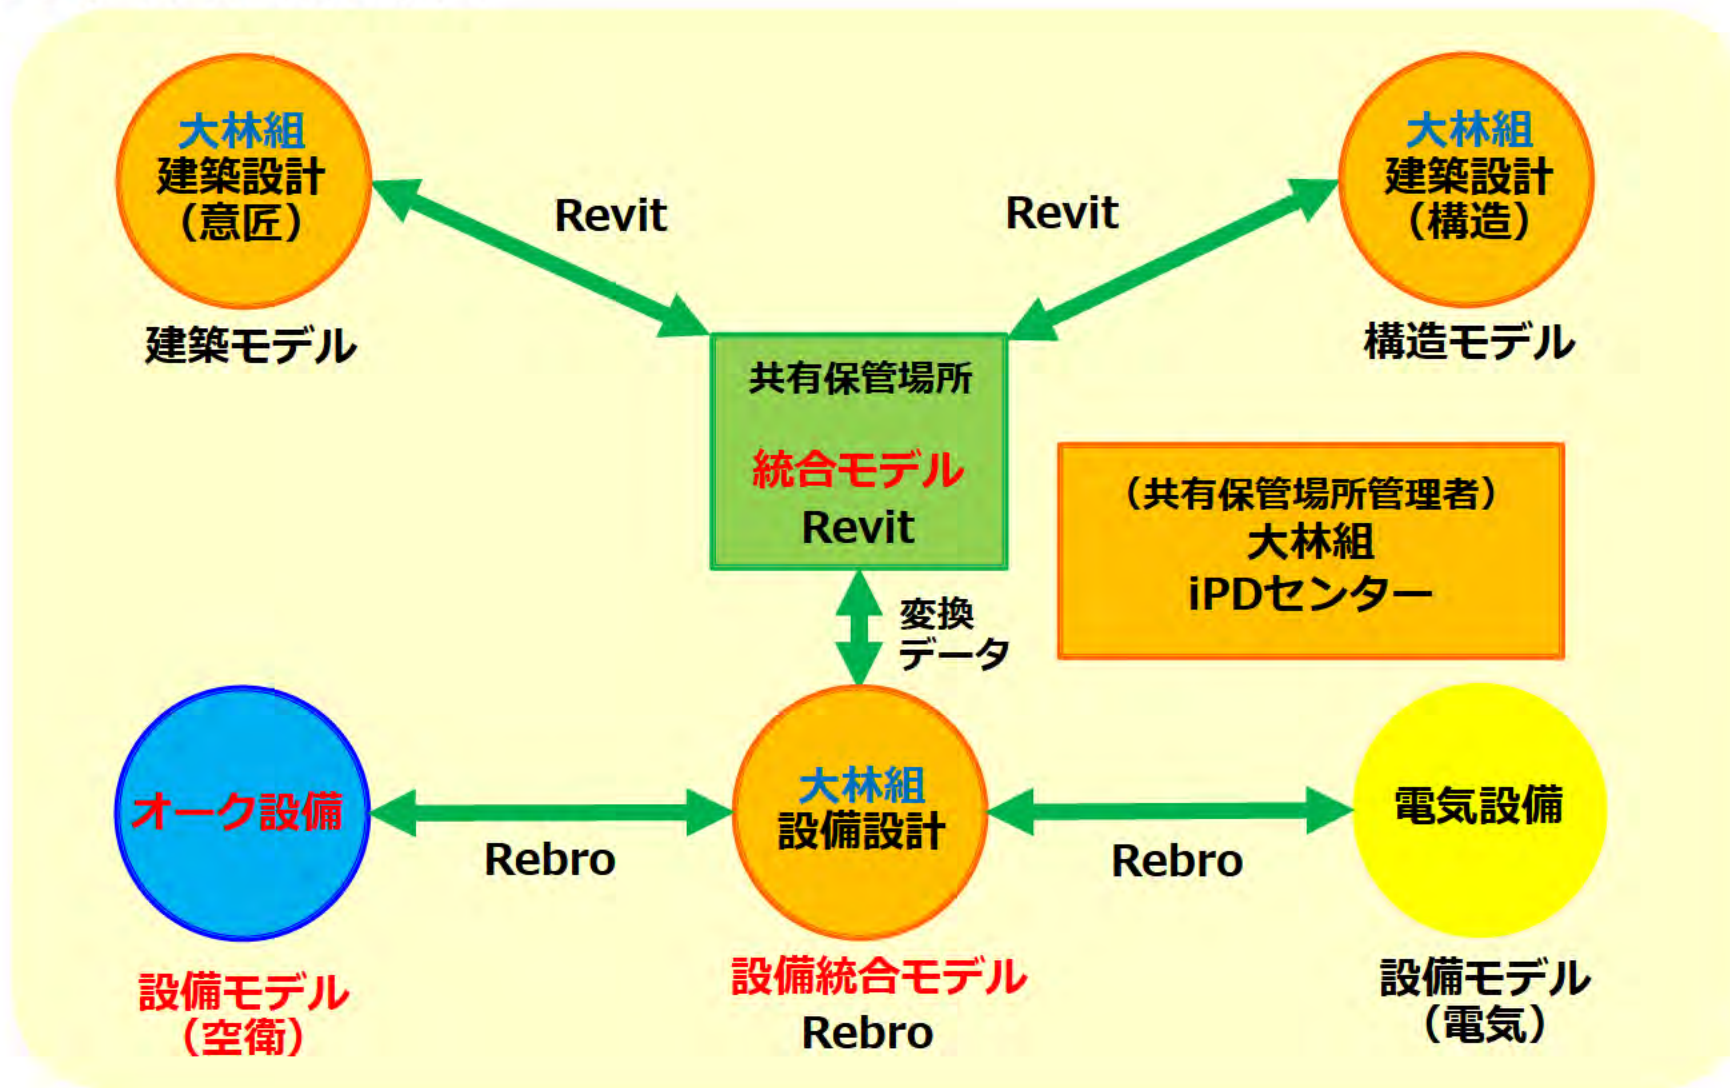 大林組
建築設計
（意匠）
建築モデル
Revit
Revit
大林組
建築設計
（構造）
構造モデル
共有保管場所
統合モデル
Revit
（共有保管場所管理者）
大林組
iPDセンター
変換
データ
オーク設備
設備モデル
（空衛）
Rebro
大林組
設備設計
設備統合モデル
Rebro
Rebro
電気設備
設備モデル
（電気）